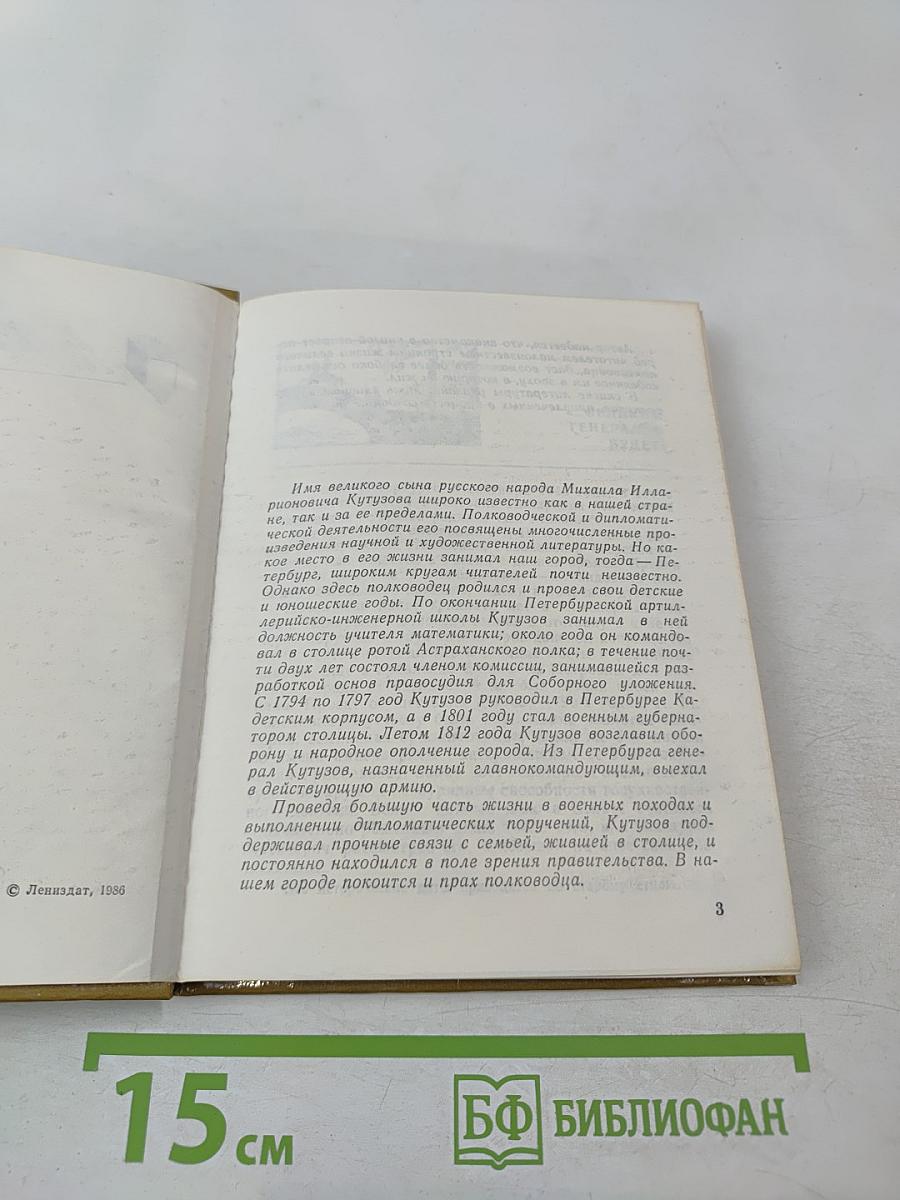 Имя великого сына русского народа Михаила Илла-
рионовича Кутузова широко известно как в нашей стра-
не, так и за ее пределами. Полководческой и дипломати-
ческой деятельности его посвящены многочисленные про-
изведения научной и художественной литературы. Но ка-
кое место в его жизни занимал наш город, тогда — Пе-
тербург, широким кругам читателей почти неизвестно.
Однако здесь полководец родился и провел свои детские
и юношеские годы. По окончании Петербургской артил-
лерийско-инженерной школы Кутузов занимал в ней
должность учителя математики; около года он командо-
вал в столице ротой Астраханского полка; в течение поч-
ти двух лет состоял членом комиссии, занимавшейся раз-
работкой основ правосудия для Соборного уложения.
С 1794 по 1797 год Кутузов руководил в Петербурге Ка-
детским корпусом, а в 1801 году стал военным губерна-
тором столицы. Летом 1812 года Кутузов возглавил обо-
рону и народное ополчение города. Из Петербурга гене-
рал Кутузов, назначенный главнокомандующим, выехал
в действующую армию.
Проведя большую часть жизни в военных походах и
выполнении дипломатических поручений, Кутузов под-
держивал прочные связи с семьей, жившей в столице, и
постоянно находился в поле зрения правительства. В на-
шем городе покоится и прах полководца.
© Лениздат, 1986
3
15 см
БФ БИБЛИОФАН